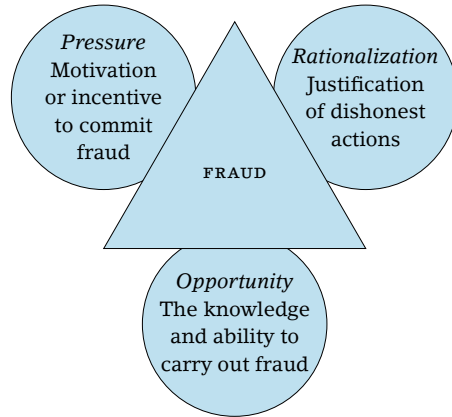 Pressure
Motivation
or incentive
to commit
fraud
Rationalization
Justification
of dishonest
actions
FRAUD
Opportunity
The knowledge
and ability to
carry out fraud